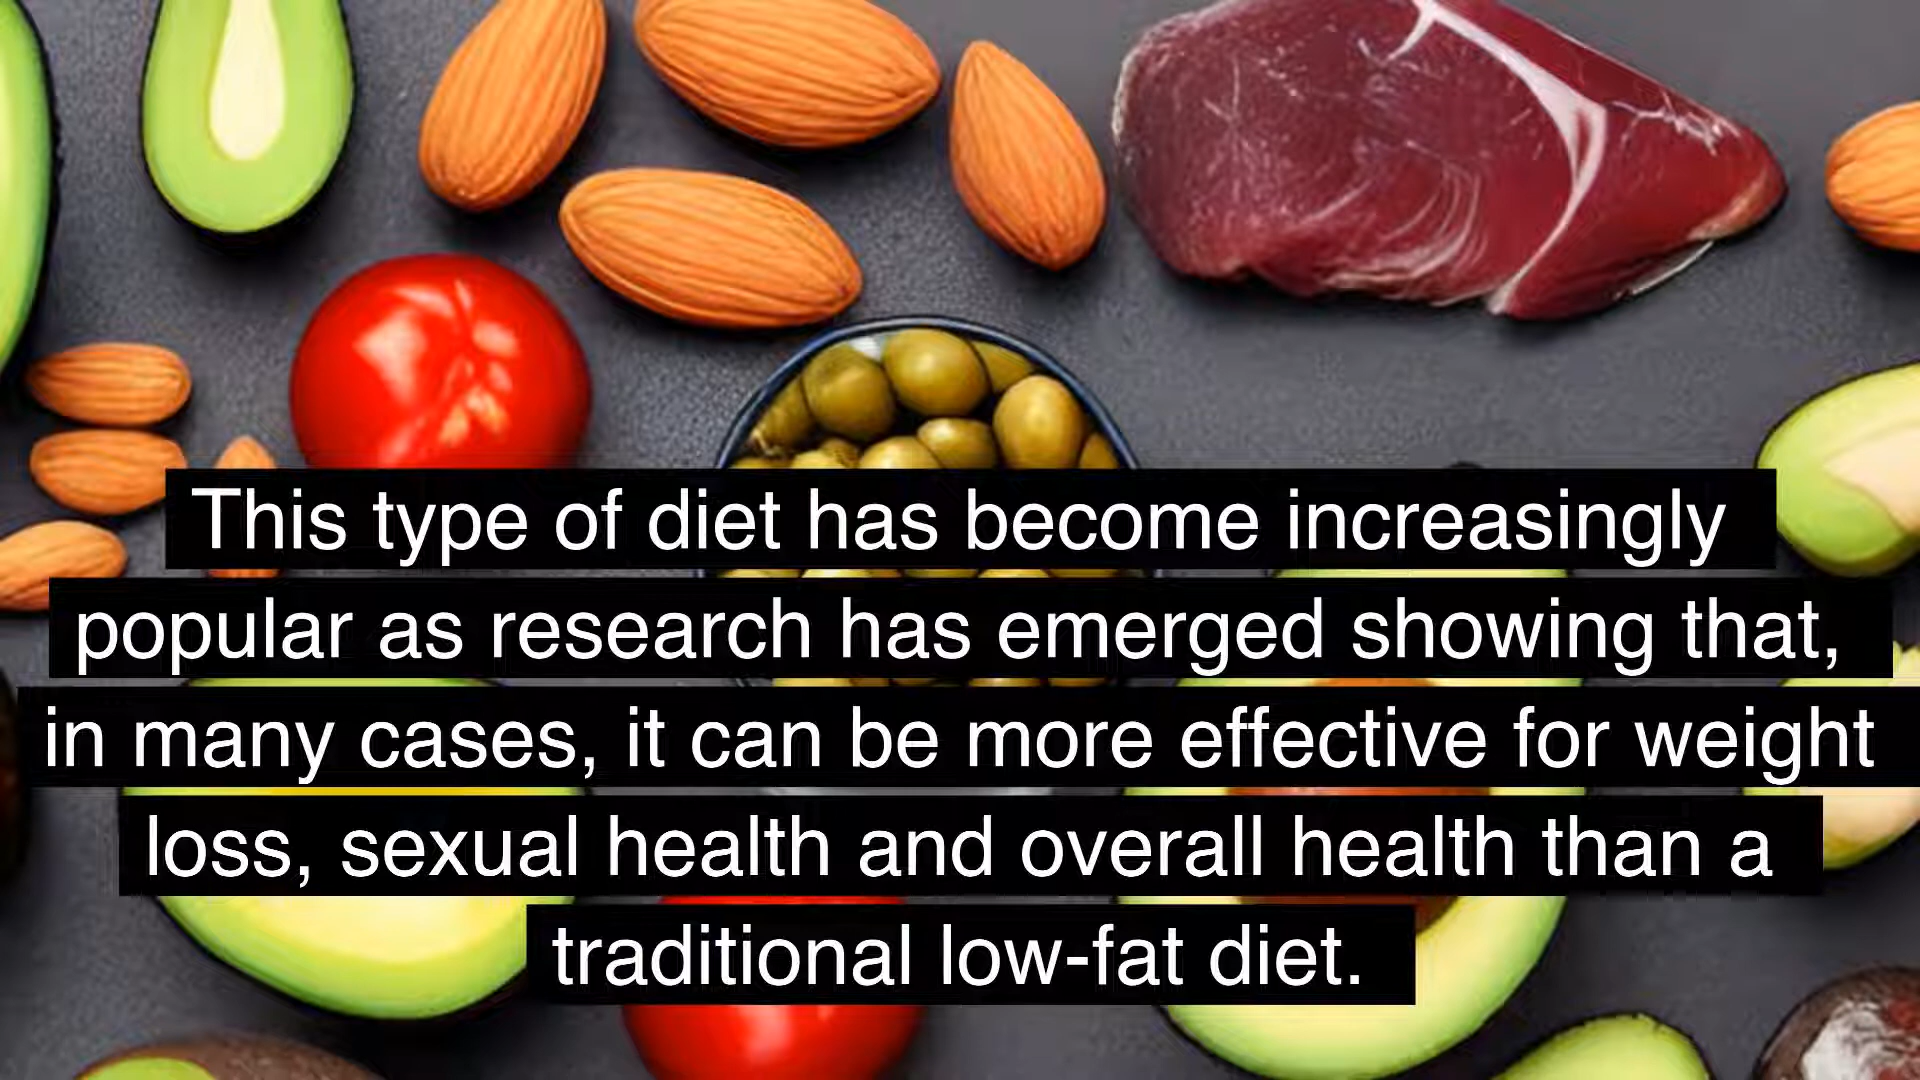 This type of diet has become increasingly
popular as research has emerged showing that,
in many cases, it can be more effective for weight
loss, sexual health and overall health than a
traditional low-fat diet.